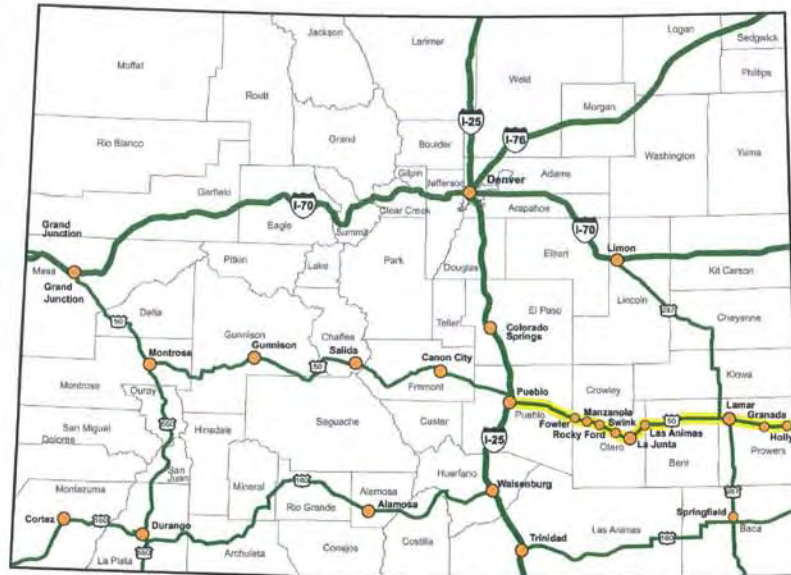 Jackson
Larimer
Logan
Sedgwick
Moffat
Weld
Phillips
Routt
Morgan
I-25
I-76
Grand
Boulder
Rio Blanco
Washington
Yuma
Gilpin
Adams
Jefferson
Denver
Garfield
I-70
Clear Creek
Arapahoe
I-70
Grand
Junction
Eagle
Summit
Elbert
Limon
Mesa
Pitkin
Lake
Park
Douglas
Kit Carson
Grand
Junction
Lincoln
Delta
El Paso
287
Cheyenne
50
Gunnison
Chaffee
Teller
Colorado
Springs
Montrose
Gunnison
Salida
Canon City
Kiowa
50
Fremont
Pueblo
Crowley
Montrose
Ouray
Pueblo
Manzanola
Lamar
Granada
Fowler
Swink
50
San Miguel
Hinsdale
Saguache
Custer
Rocky Ford
Las Animas
Holly
Dolores
550
I-25
Otero
La Junta
Prowers
San
Juan
Huerfano
Bent
Mineral
160
Montezuma
Alamosa
Walsenburg
Rio Grande
287
Cortez
160
Durango
Alamosa
Las Animas
Springfield
Trinidad
160
Baca
550
Archuleta
Conejos
Costilla
La Plata